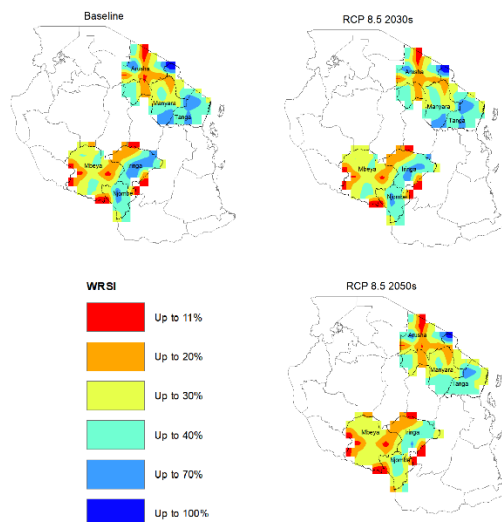 Baseline
Arusha
Manyara
Tanga
Mbeya
Iringa
Njombe
RCP 8.5 2030s
Arusha
Manyara
Tanga
Mbeya
Iringa
Njombe
WRSI
Up to 11%
Up to 20%
Up to 30%
Up to 40%
Up to 70%
Up to 100%
RCP 8.5 2050s
Arusha
Manyara
Tanga
Mbeya
Iringa
Njombe